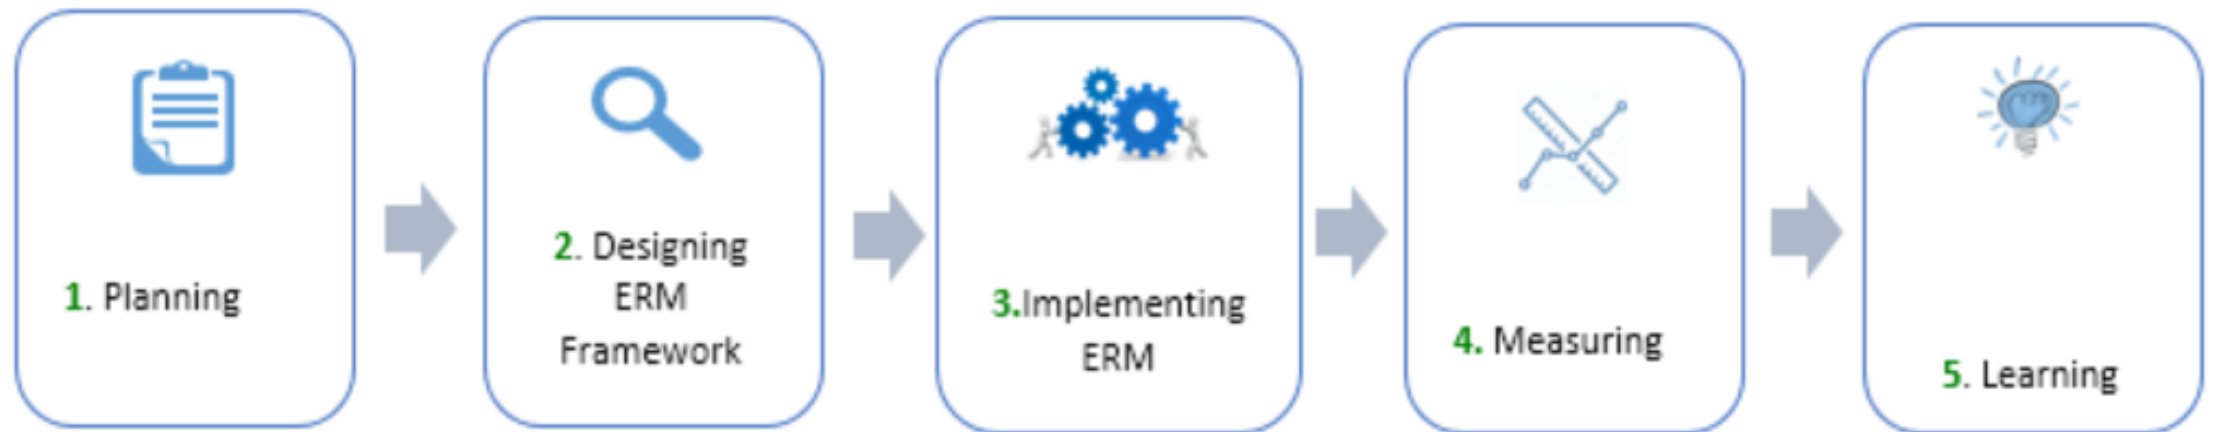 1. Planning
2. Designing
ERM
Framework
3.Implementing
ERM
4. Measuring
5. Learning